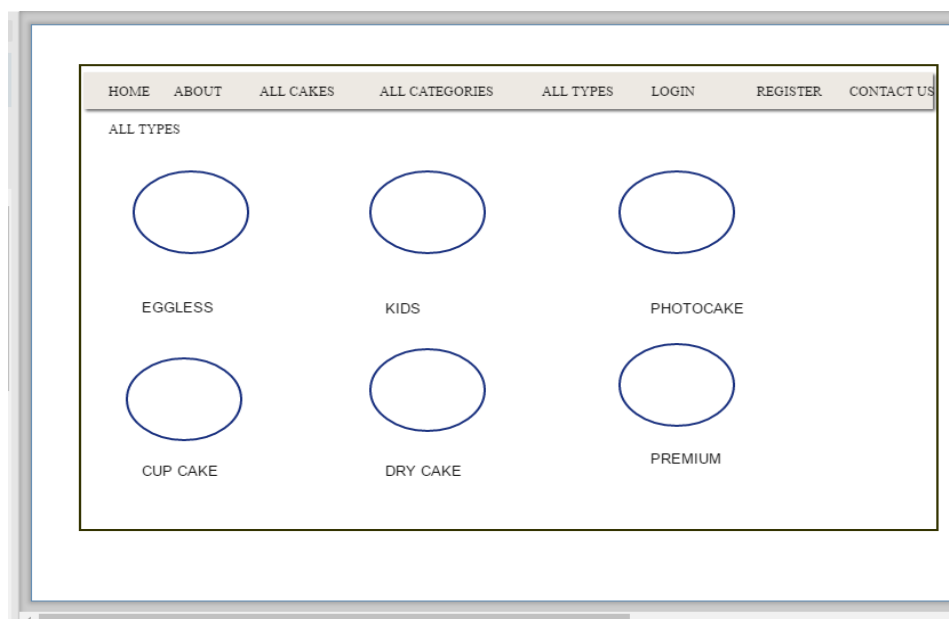 HOME ABOUT ALL CAKES ALL CATEGORIES ALL TYPES LOGIN REGISTER CONTACT US
ALL TYPES
EGGLESS KIDS PHOTOCAKE
CUP CAKE DRY CAKE PREMIUM